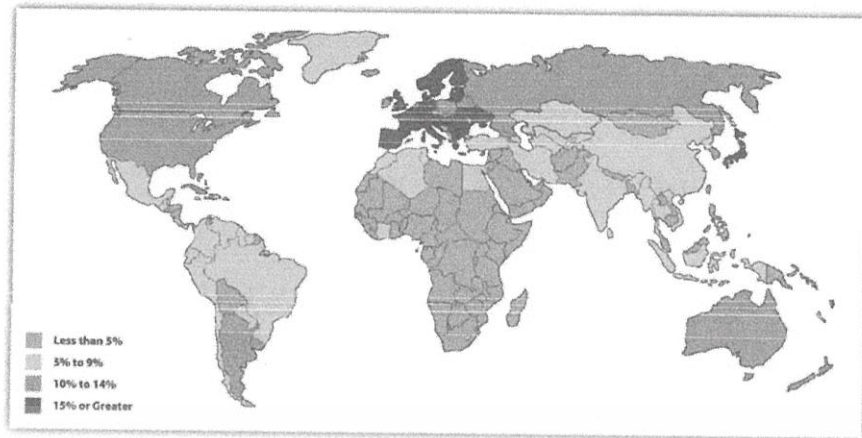 Less than 5%
5% to 9%
10% to 14%
15% or Greater